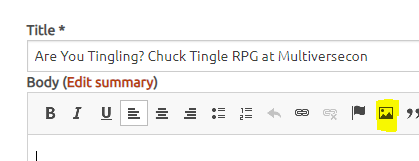 Title *
Are You Tingling? Chuck Tingle RPG at Multiversecon
Body (Edit summary)
B I U